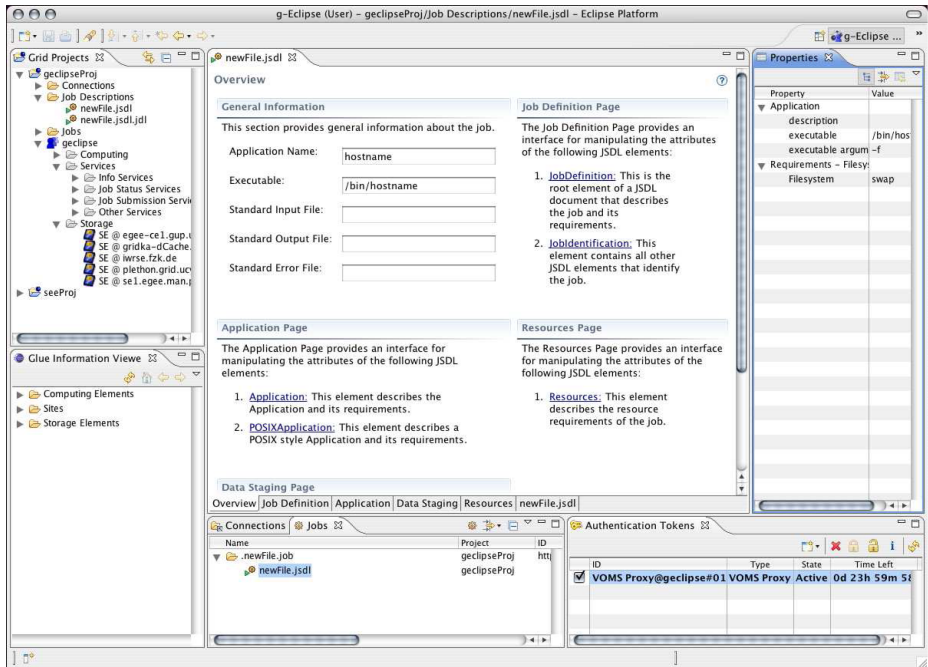 g-Eclipse (User) - geclipseProj/Job Descriptions/newFile.jsdl - Eclipse Platform
g-Eclipse ...
»
Grid Projects
geclipseProj
Connections
Job Descriptions
newFile.jsdl
newFile.jsdl.jdl
Jobs
geclipse
Computing
Services
Info Services
Job Status Services
Job Submission Servi
Other Services
Storage
SE @ egee-ce1.gup.u
SE @ gridka-dCache.
SE @ iwrse.fzk.de
SE @ plethon.grid.ucy
SE @ se1.egee.man.p
seeProj
Glue Information Viewe
Computing Elements
Sites
Storage Elements
newFile.jsdl
Overview
General Information
This section provides general information about the job.
Application Name:
hostname
Executable:
/bin/hostname
Standard Input File:
Standard Output File:
Standard Error File:
Job Definition Page
The Job Definition Page provides an
interface for manipulating the attributes
of the following JSDL elements:
1. JobDefinition: This is the
root element of a JSDL
document that describes
the job and its
requirements.
2. JobIdentification: This
element contains all other
JSDL elements that identify
the job.
Application Page
The Application Page provides an interface for
manipulating the attributes of the following JSDL
elements:
1. Application: This element describes the
Application and its requirements.
2. POSIXApplication: This element describes a
POSIX style Application and its requirements.
Resources Page
The Resources Page provides an interface
for manipulating the attributes of the
following JSDL elements:
1. Resources: This element
describes the resource
requirements of the job.
Data Staging Page
Overview Job Definition Application Data Staging Resources newFile.jsdl
Properties
Property Value
Application
description
executable /bin/hos
executable argum -f
Requirements - Filesy
Filesystem swap
Connections Jobs
Name Project ID
.newFile.job geclipseProj http
newFile.jsdl geclipseProj
Authentication Tokens
ID Type State Time Left
VOMS Proxy@geclipse#01 VOMS Proxy Active 0d 23h 59m 58